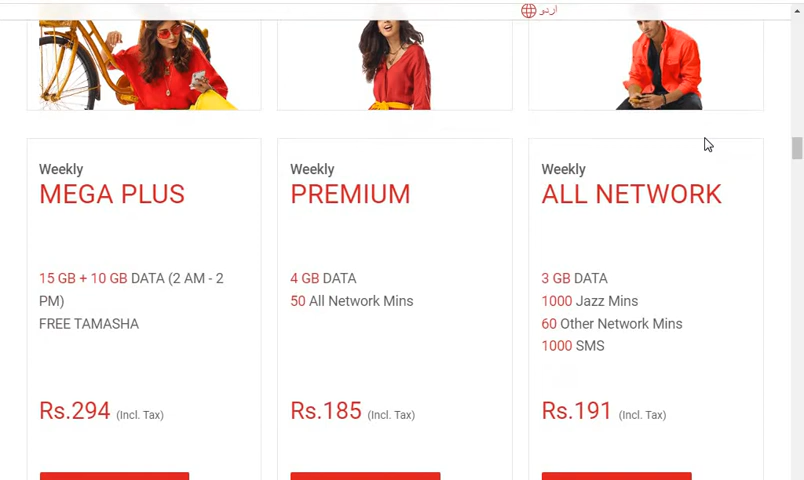 اردو
Weekly
MEGA PLUS
15 GB + 10 GB DATA (2 AM - 2
PM)
FREE TAMASHA
Rs.294 (Incl. Tax)
Weekly
PREMIUM
4 GB DATA
50 All Network Mins
Rs.185 (Incl. Tax)
Weekly
ALL NETWORK
3 GB DATA
1000 Jazz Mins
60 Other Network Mins
1000 SMS
Rs.191 (Incl. Tax)